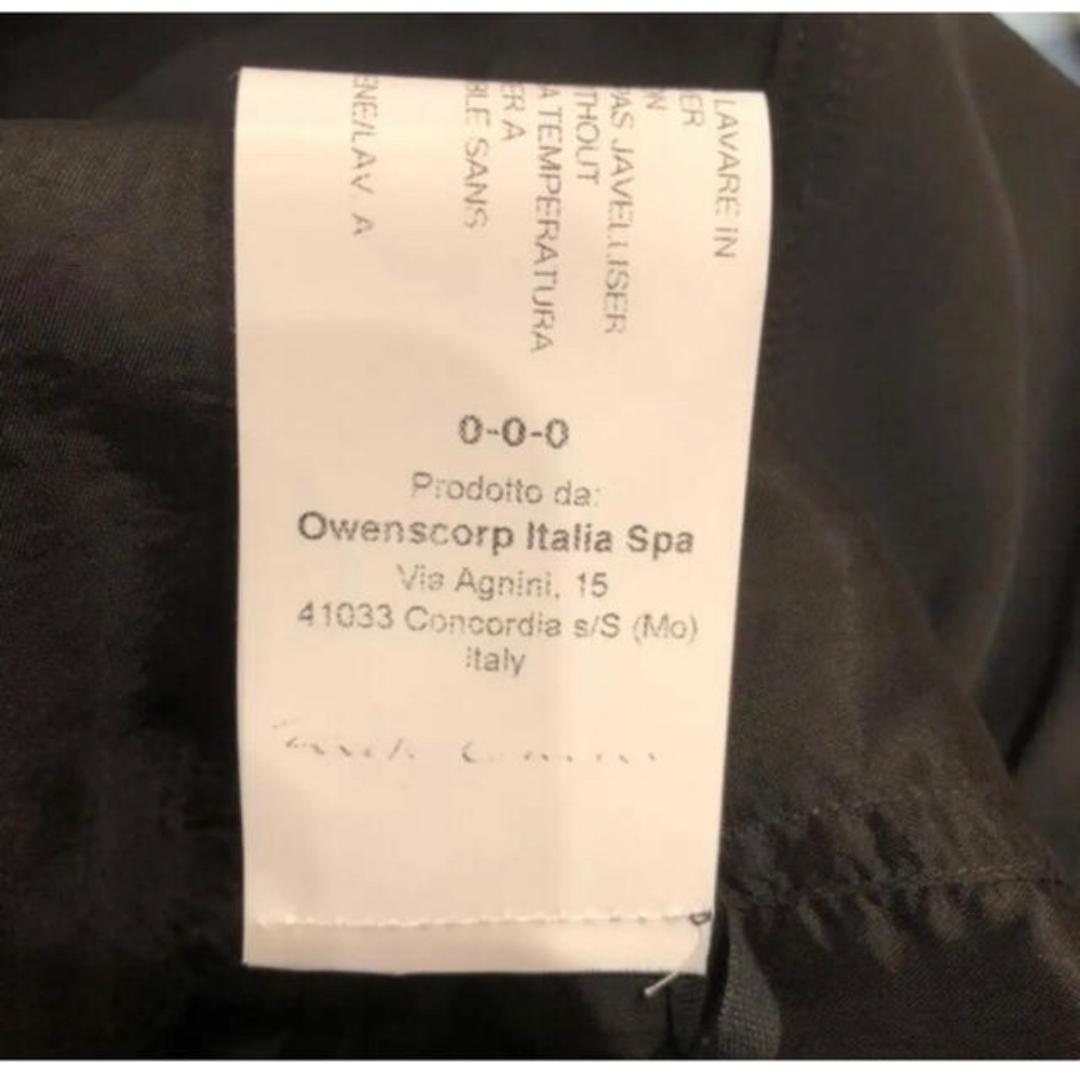 LAVARE IN
ER
N
PAS JAVELLISER
THOUT
A TEMPERATURA
ER A
BLE SANS
ENE/LAV. A
0-0-0
Prodotto da:
Owenscorp Italia Spa
Via Agnini, 15
41033 Concordia s/S (Mo)
Italy